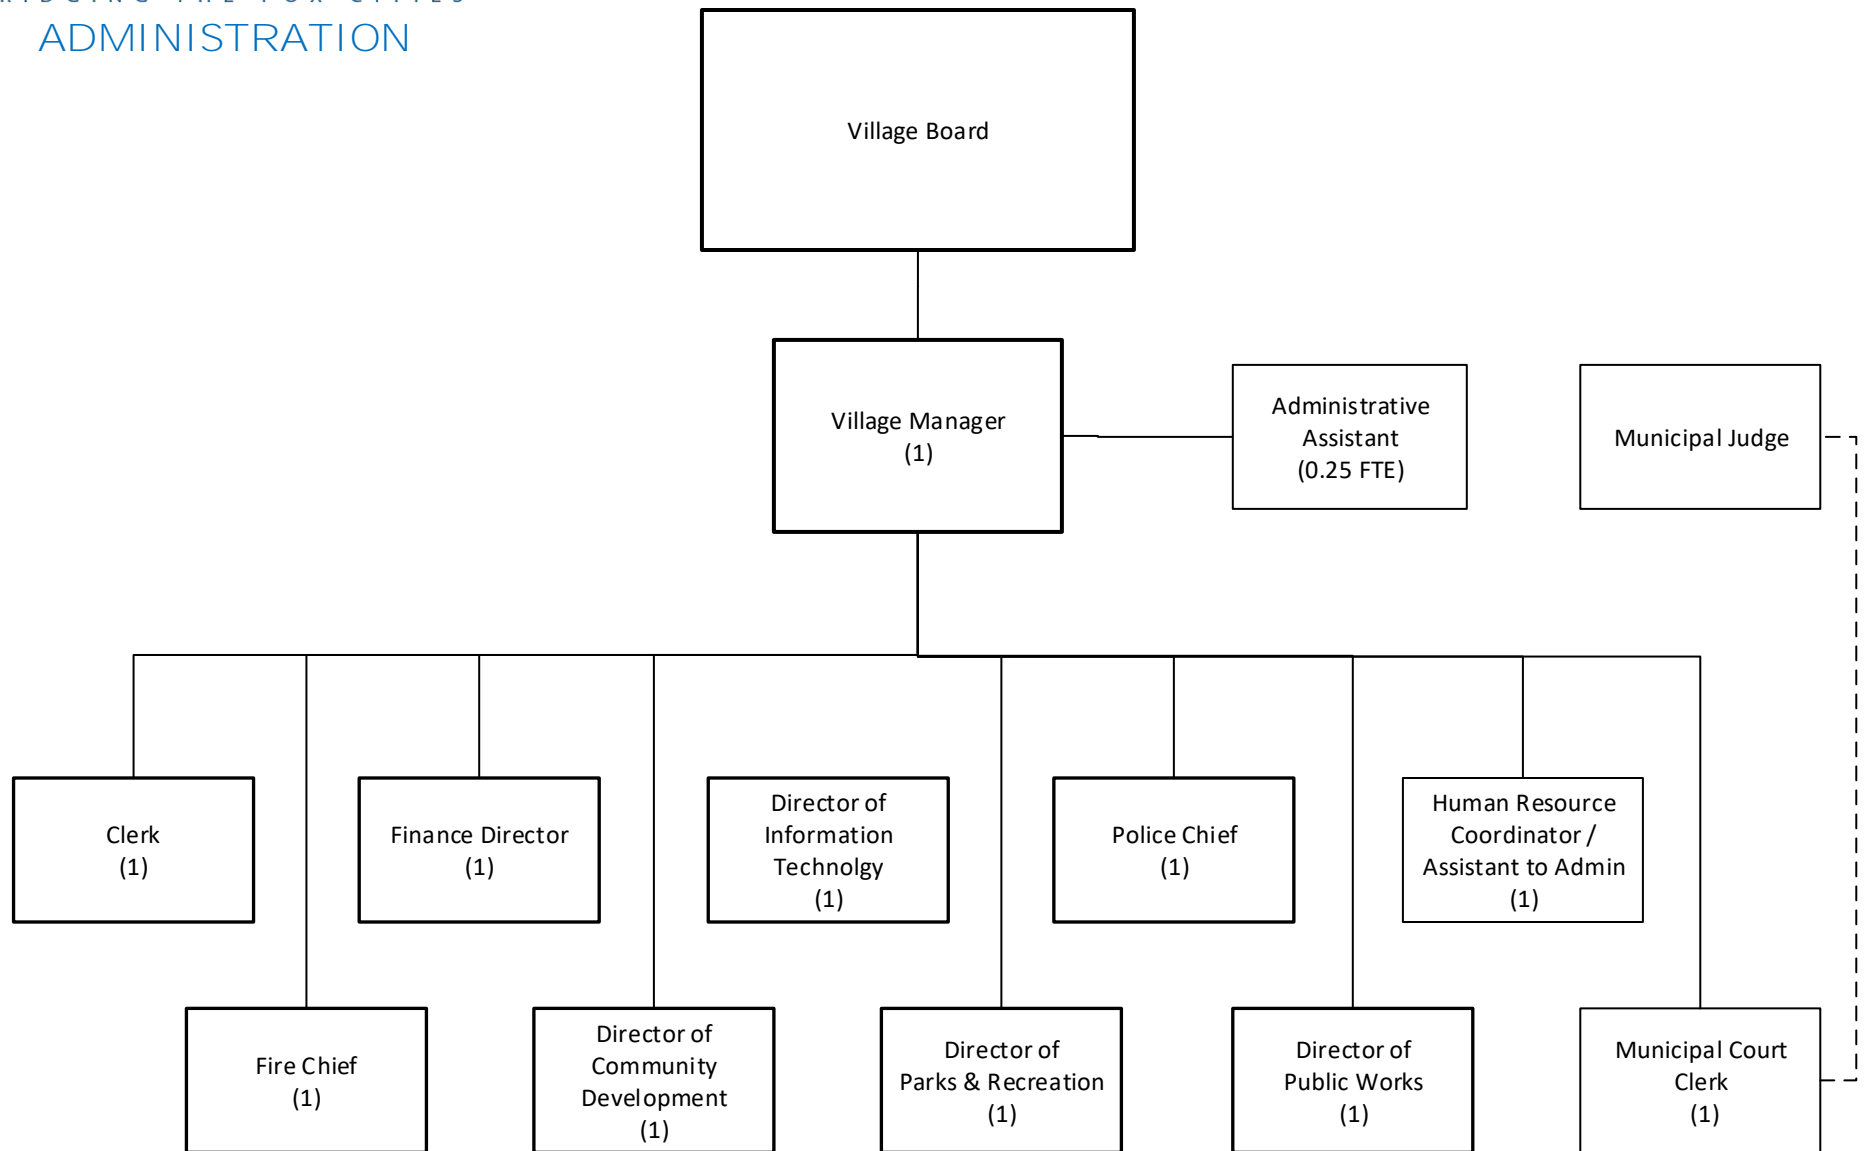 ADMINISTRATION
Village Board
Village Manager
(1)
Administrative
Assistant
(0.25 FTE)
Municipal Judge
Clerk
(1)
Finance Director
(1)
Director of
Information
Technolgy
(1)
Police Chief
(1)
Human Resource
Coordinator /
Assistant to Admin
(1)
Fire Chief
(1)
Director of
Community
Development
(1)
Director of
Parks & Recreation
(1)
Director of
Public Works
(1)
Municipal Court
Clerk
(1)